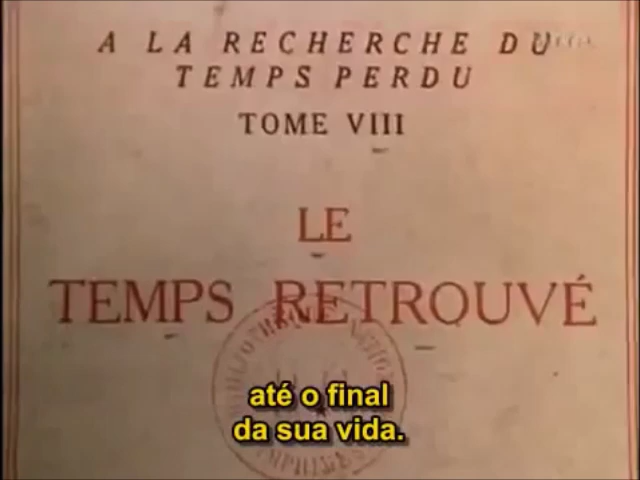 A LA RECHERCHE DU
TEMPS PERDU
TOME VIII
LE
TEMPS RETROUVÉ
até o final
da sua vida.